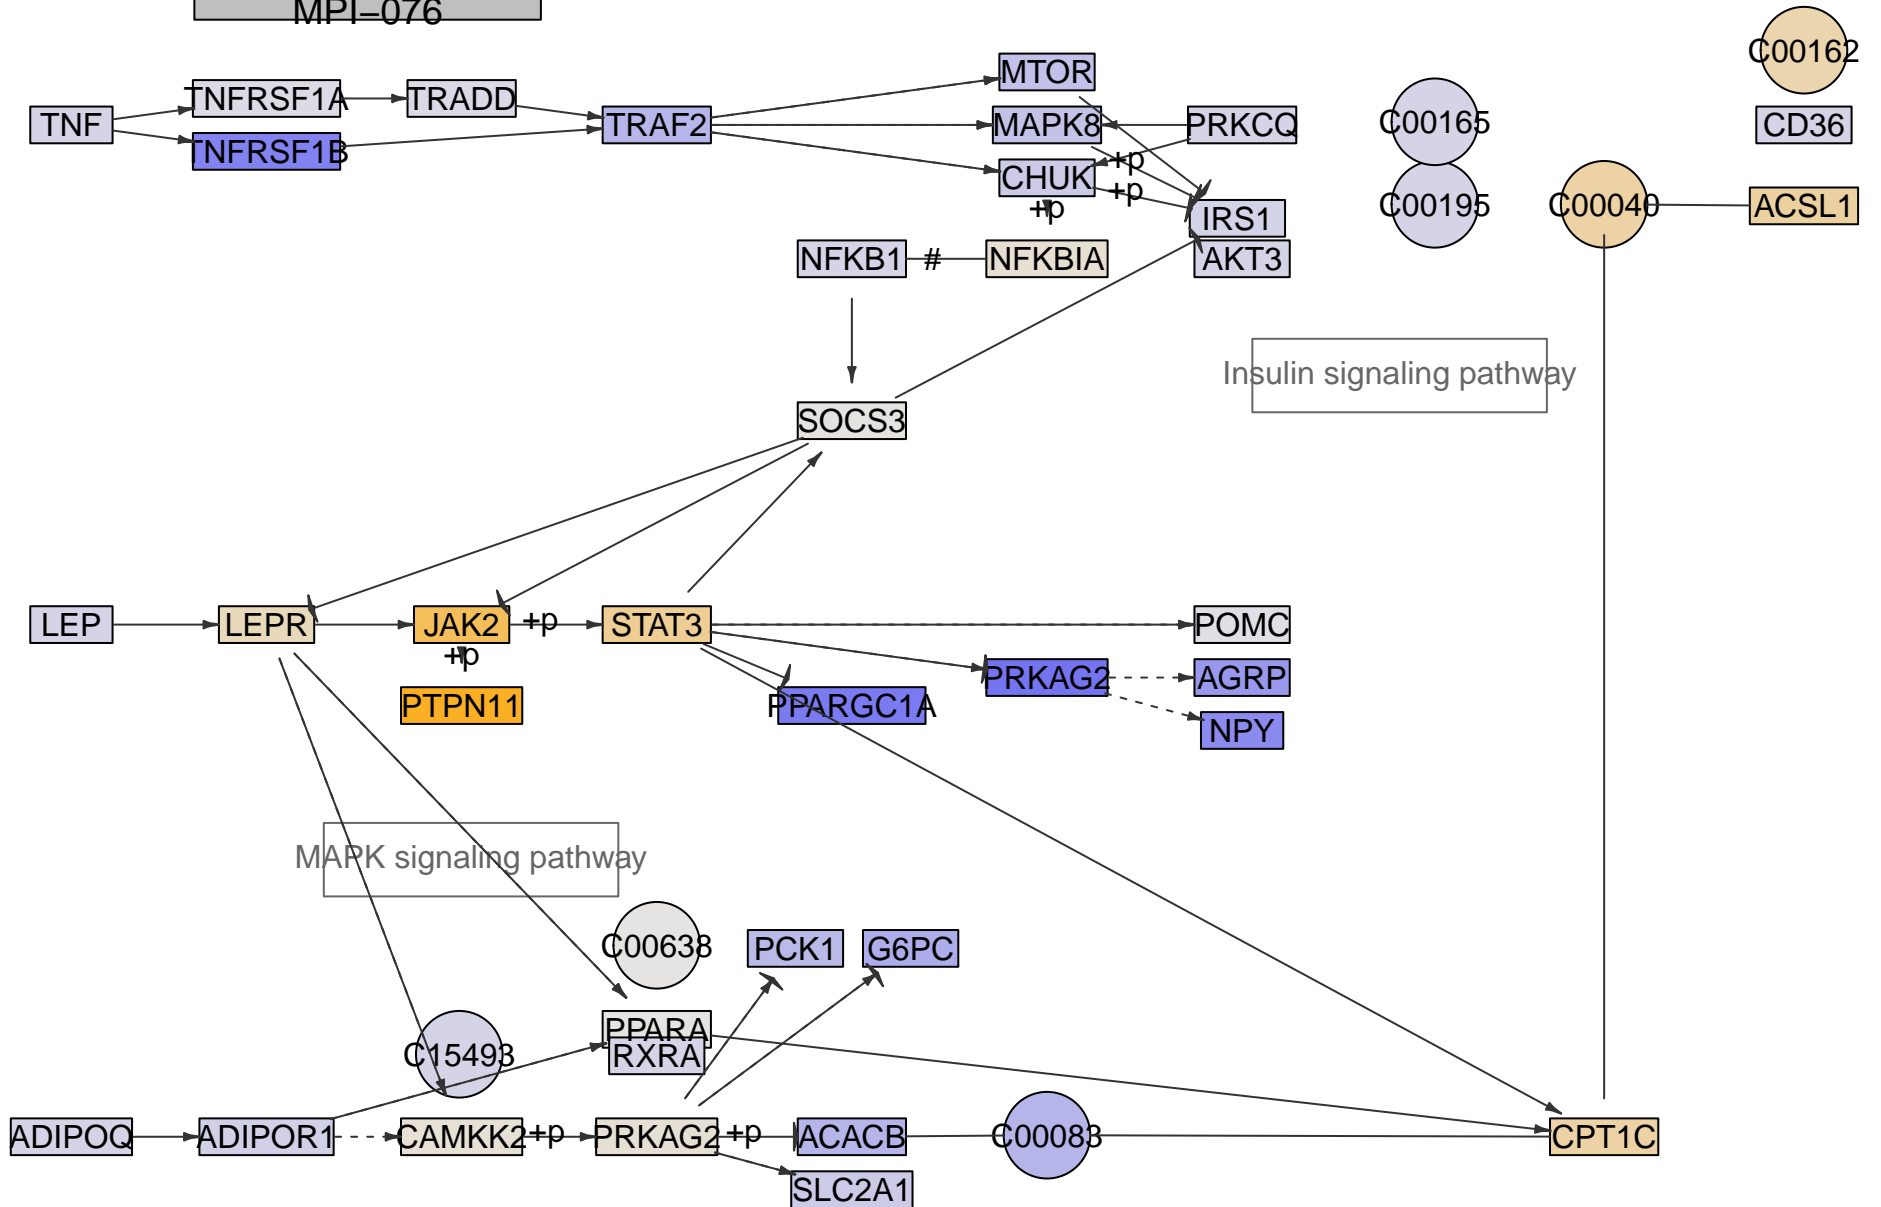 MPI−076
C00162
MTOR
TNFRSF1A
TRADD
TNF
TRAF2
MAPK8
PRKCQ
C00165
CD36
TNFRSF1B
+p
CHUK
+p
C00195
C00040
ACSL1
+p
IRS1
NFKB1
#
NFKBIA
AKT3
Insulin signaling pathway
SOCS3
LEP
LEPR
JAK2
+p
STAT3
POMC
+p
PRKAG2
AGRP
PTPN11
PPARGC1A
NPY
MAPK signaling pathway
C00638
PCK1
G6PC
PPARA
C15493
RXRA
ADIPOQ
ADIPOR1
CAMKK2
+p
PRKAG2
+p
ACACB
C00083
CPT1C
SLC2A1